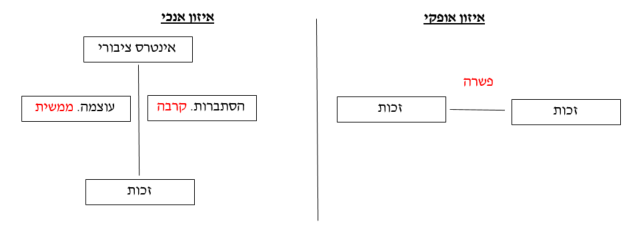 איזון אופקי
פשרה
זכות
זכות
איזון אנכי
אינטרס ציבורי
הסתברות. קרבה
עוצמה. ממשית
זכות